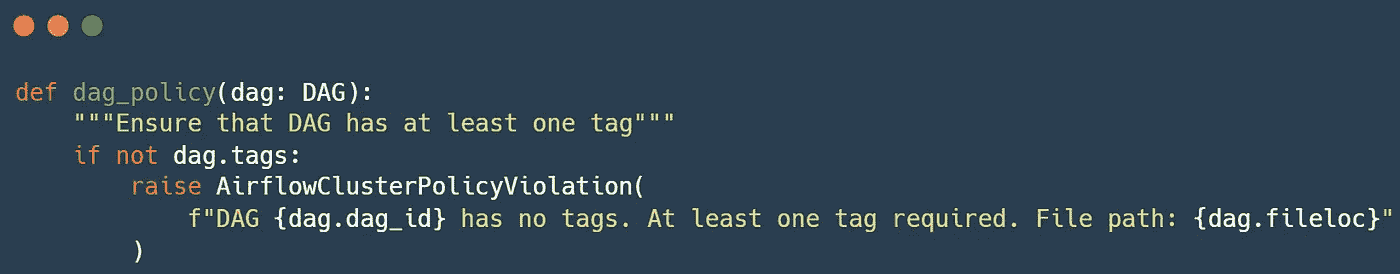 def dag_policy(dag: DAG):
    """Ensure that DAG has at least one tag"""
    if not dag.tags:
        raise AirflowClusterPolicyViolation(
            f"DAG {dag.dag_id} has no tags. At least one tag required. File path: {dag.fileloc}"
        )